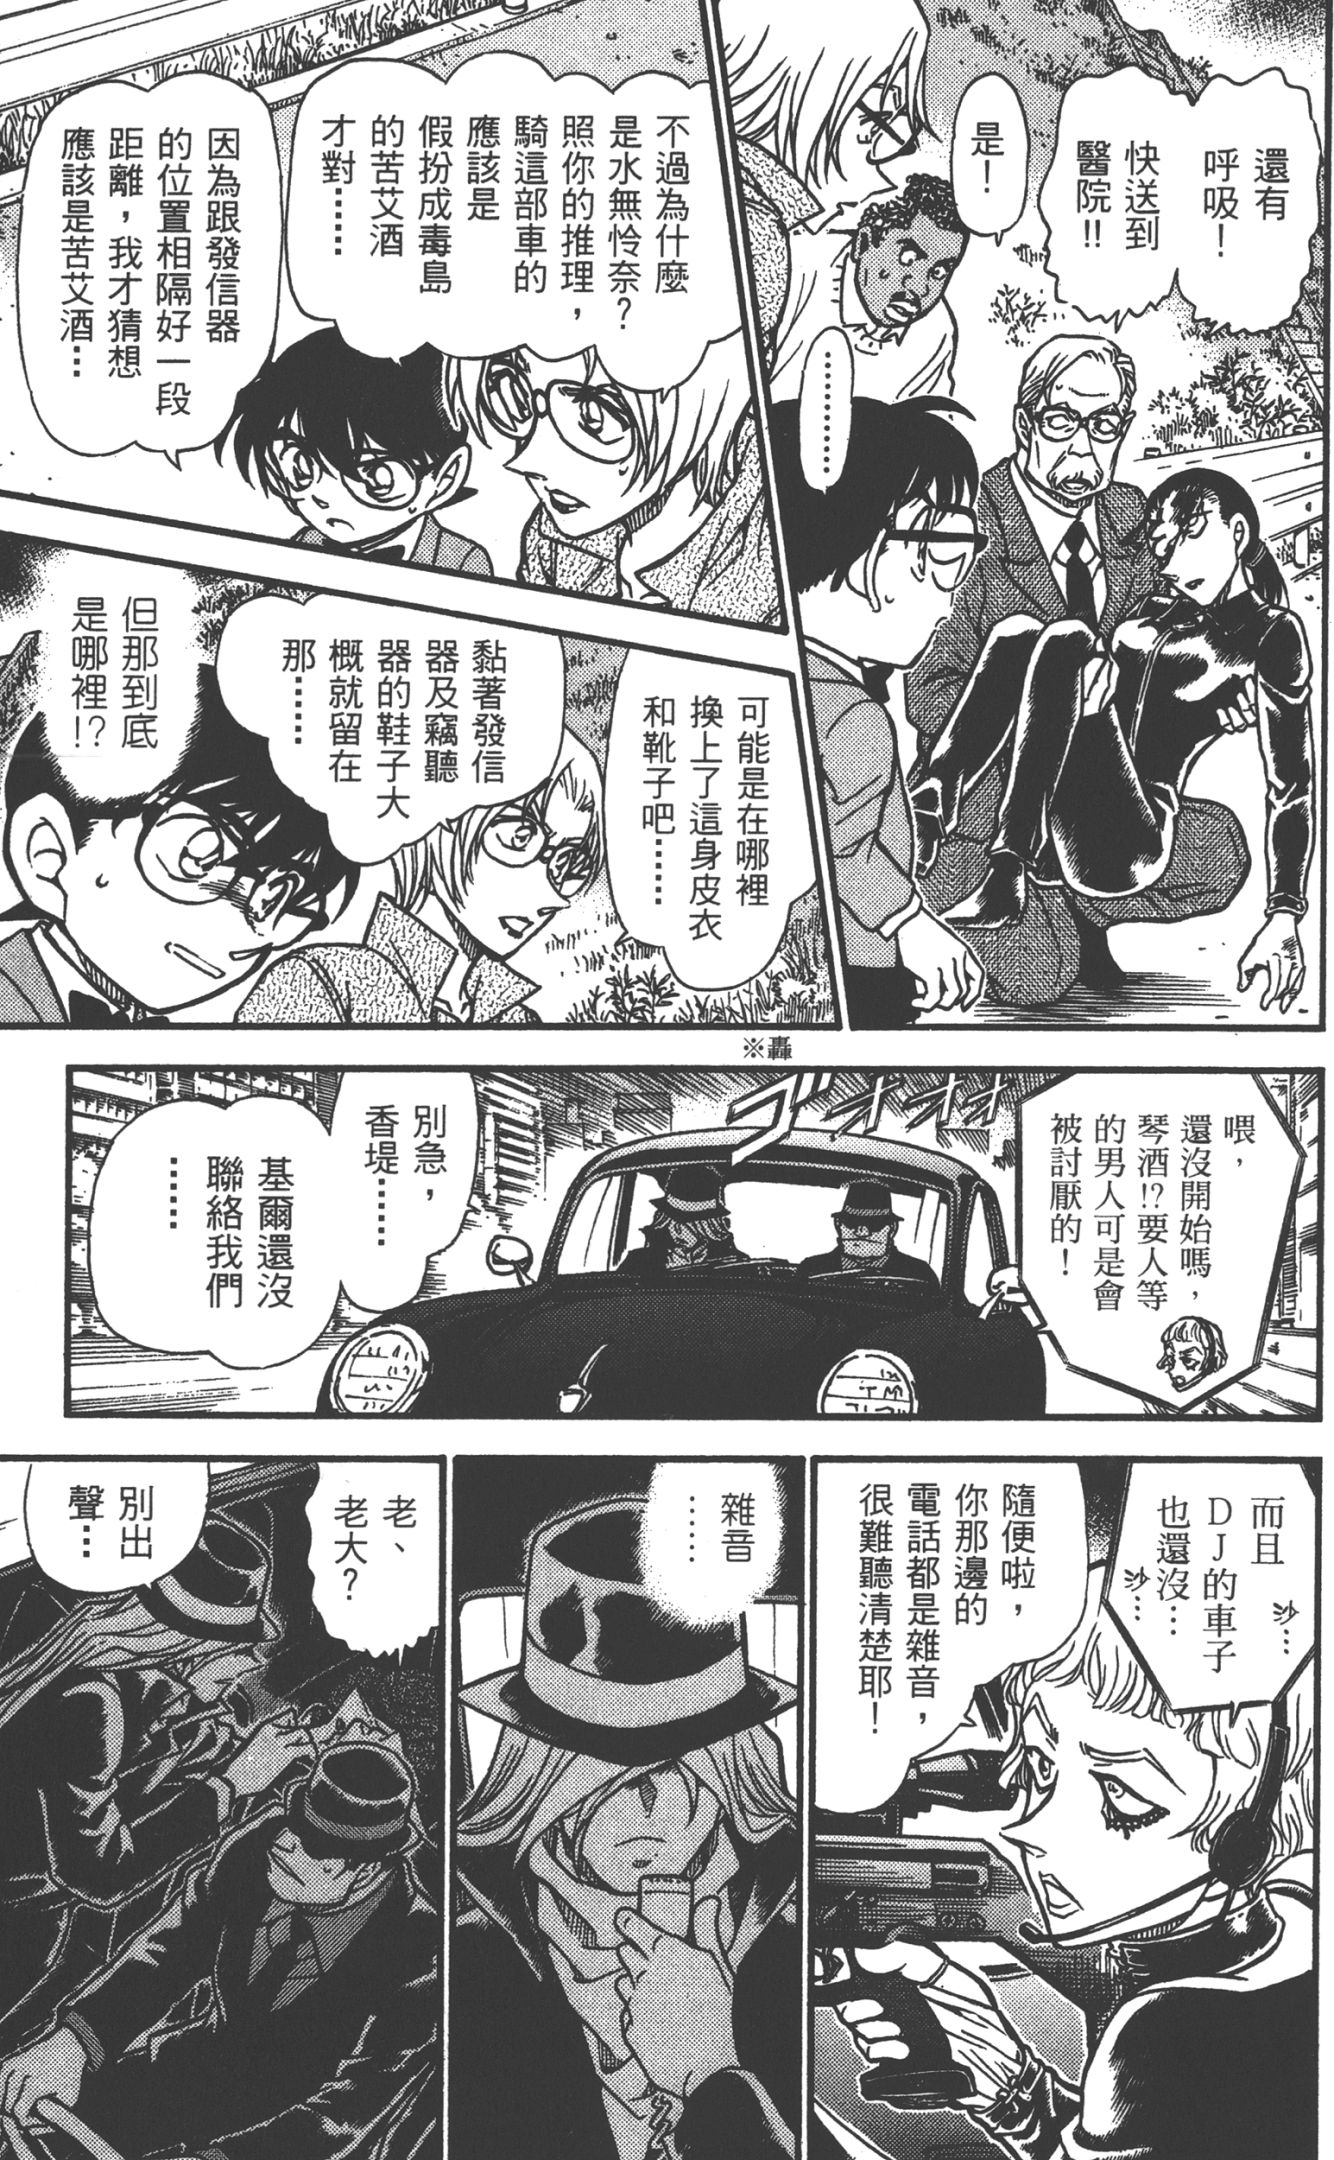 還有
呼吸！
快送到
醫院!!
是！
…………
不過為什麼
是水無怜奈？
照你的推理，
騎這部車的
應該是
假扮成毒島
的苦艾酒
才對……
因為跟發信器
的位置相隔好一段
距離，我才猜想
應該是苦艾酒…
可能是在哪裡
換上了這身皮衣
和靴子吧……
黏著發信
器及竊聽
器的鞋子大
概就留在
那……
但那到底
是哪裡!?
※轟
ブオオオ
喂，
還沒開始嗎，
琴酒!?要人等
的男人可是會
被討厭的！
別急，
香堤……
基爾還沒
聯絡我們
……
而且
DJ的車子
也還沒…
沙…
沙…
隨便啦，
你那邊的
電話都是雜音，
很難聽清楚耶！
雜音
……
老、
老大？
別出
聲…